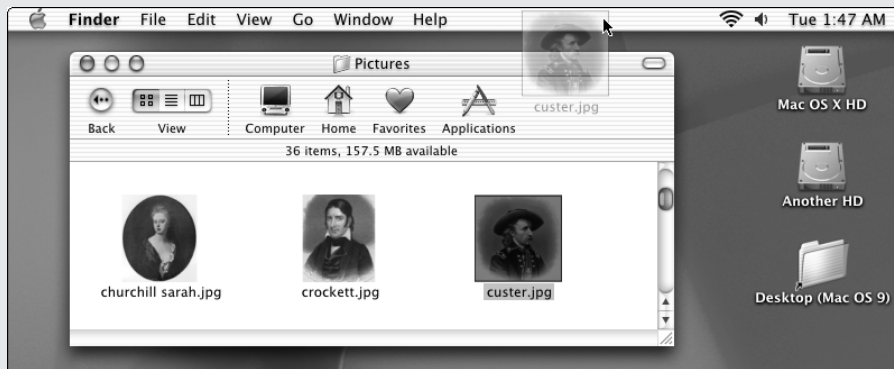 Finder File Edit View Go Window Help Tue 1:47 AM
Pictures
custer.jpg
Back View Computer Home Favorites Applications
36 items, 157.5 MB available
churchill sarah.jpg crockett.jpg custer.jpg
Mac OS X HD
Another HD
Desktop (Mac OS 9)